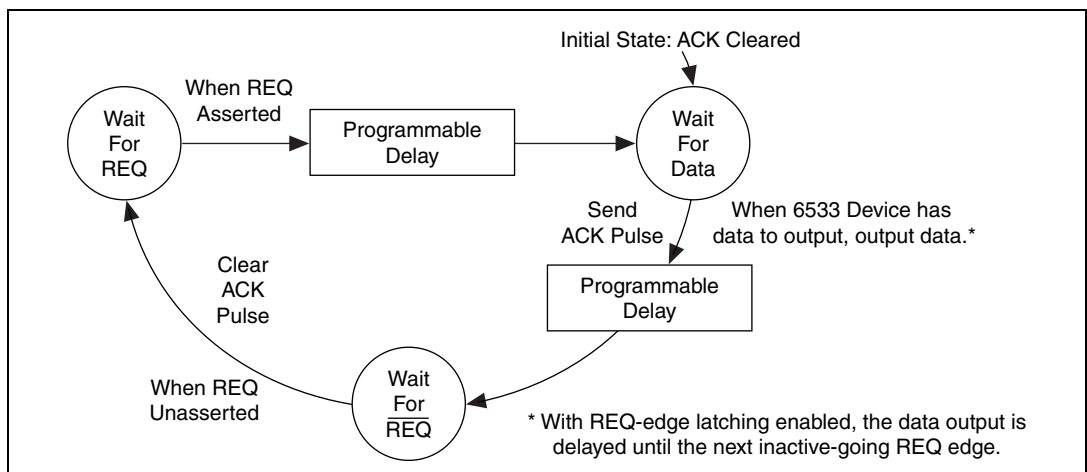 Initial State: ACK Cleared
When REQ
Asserted
Wait
For
REQ
Programmable
Delay
Wait
For
Data
Send
ACK Pulse
When 6533 Device has
data to output, output data.*
Programmable
Delay
Clear
ACK
Pulse
When REQ
Unasserted
Wait
For
R̅E̅Q̅
* With REQ-edge latching enabled, the data output is
delayed until the next inactive-going REQ edge.